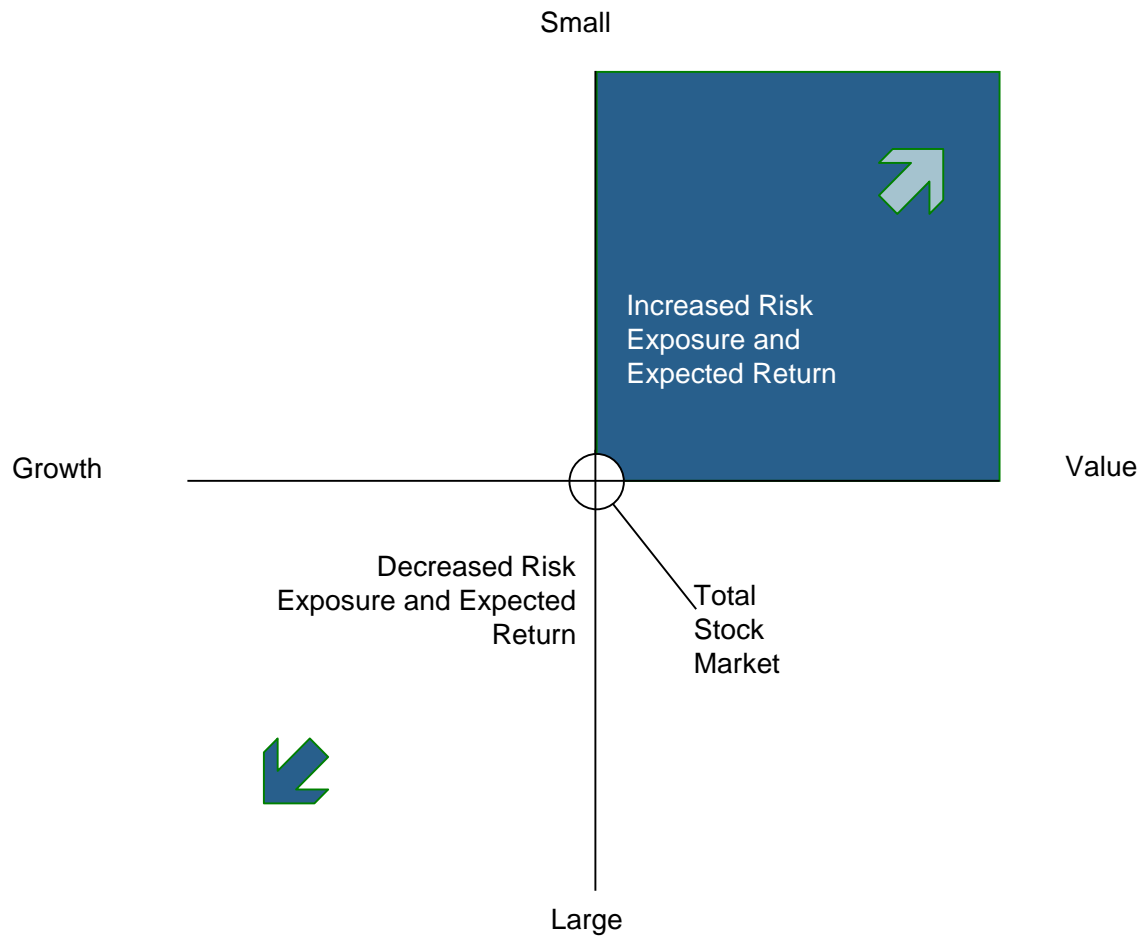 Small
Increased Risk
Exposure and
Expected Return
Growth
Value
Decreased Risk
Exposure and Expected
Return
Total
Stock
Market
Large